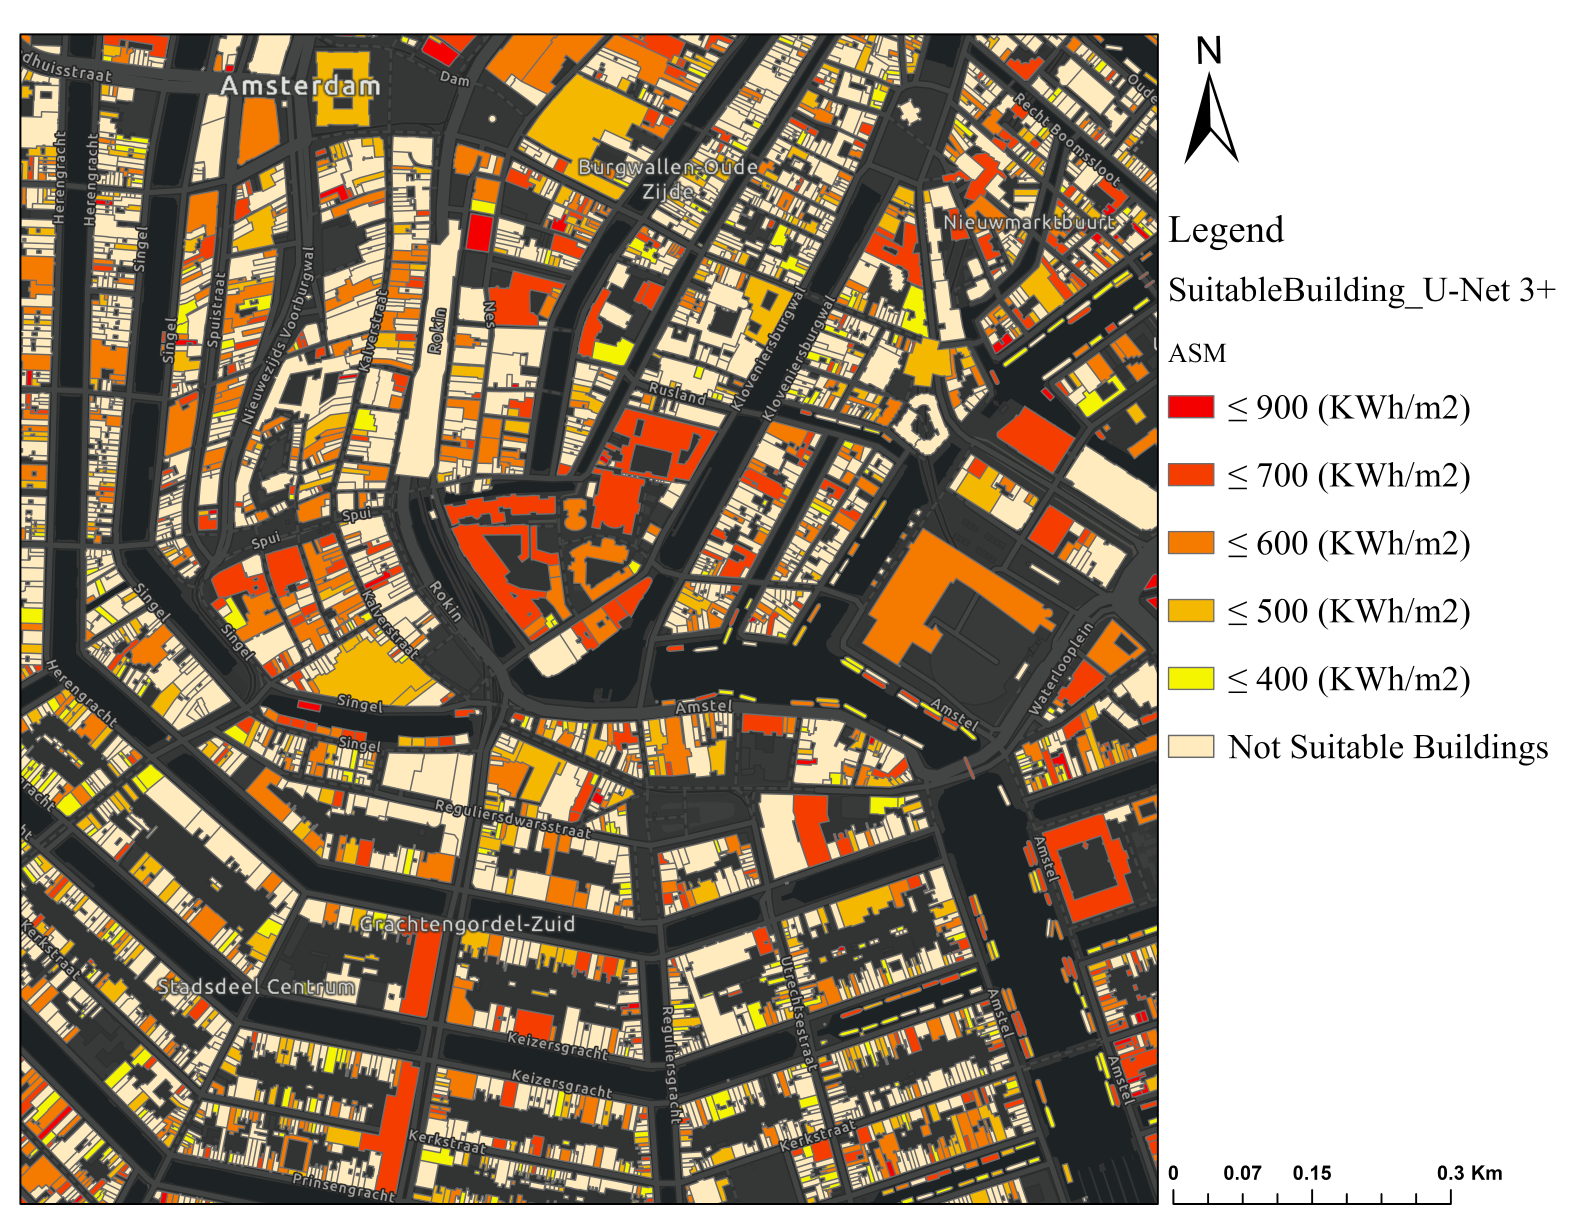 dhuisstraat
Amsterdam
Dam
Oude
Recht Boomssloot
Herengracht
Herengracht
Burgwallen-Oude
Zijde
Nieuwmarktbuurt
Singel
Singel
Spuistraat
Nieuwezijds Voorburgwal
Kalverstraat
Rokin
Nes
Kloveniersburgwal
Kloveniersburgwal
Rusland
Spui
Spui
Singel
Singel
Kalverstraat
Rokin
Herengracht
Singel
Singel
Amstel
Amstel
Waterlooplein
Reguliersdwarsstraat
racht
ht
Amstel
Grachtengordel-Zuid
Kerkstraat
Stadsdeel Centrum
Utrechtsestraat
Reguliersgracht
Amstel
Keizersgracht
Keizersgracht
Amstel
Kerkstraat
Kerkstraat
Prinsengracht
N
Legend
SuitableBuilding_U-Net 3+
ASM
≤ 900 (KWh/m2)
≤ 700 (KWh/m2)
≤ 600 (KWh/m2)
≤ 500 (KWh/m2)
≤ 400 (KWh/m2)
Not Suitable Buildings
0 0.07 0.15 0.3 Km